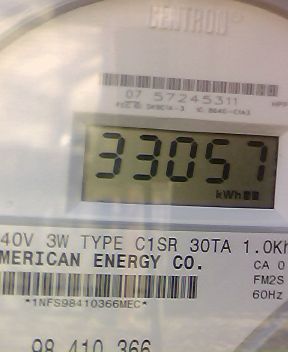 CENTRON
07 57245311
33057
kWh
40V 3W TYPE C1SR 30TA 1.0Kh
MERICAN ENERGY CO.
CA 0
FM2S
60Hz
*1NFS98410366MEC*
98 410 366